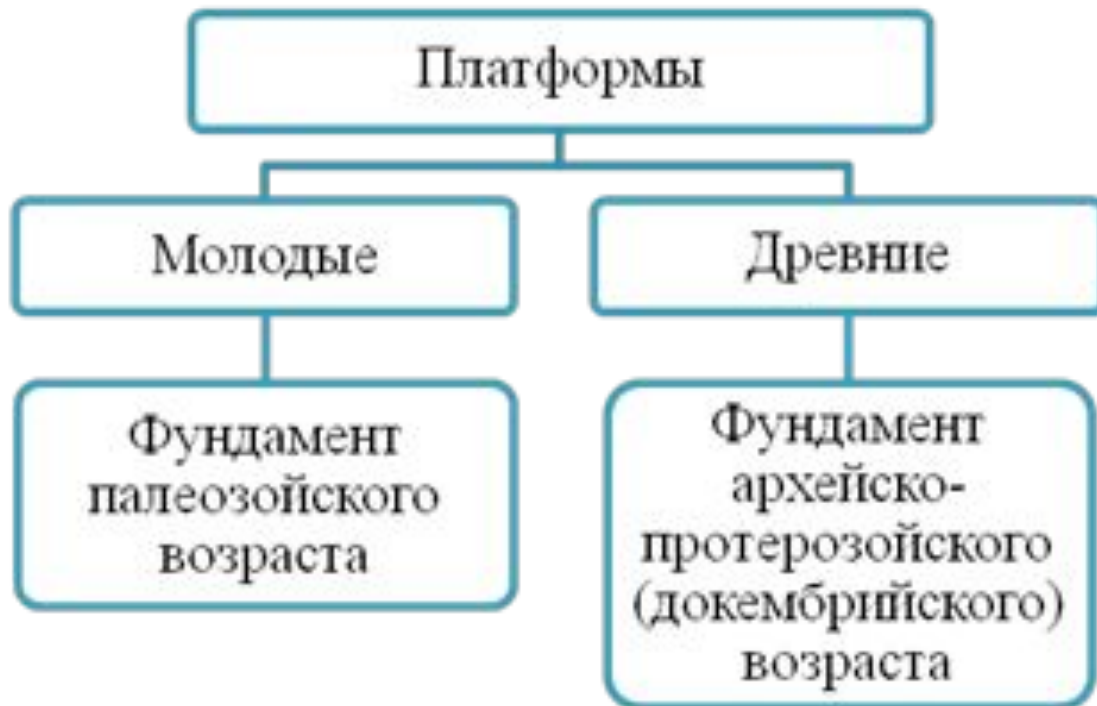 Платформы
Молодые
Древние
Фундамент
палеозойского
возраста
Фундамент
архейско-
протерозойского
(докембрийского)
возраста